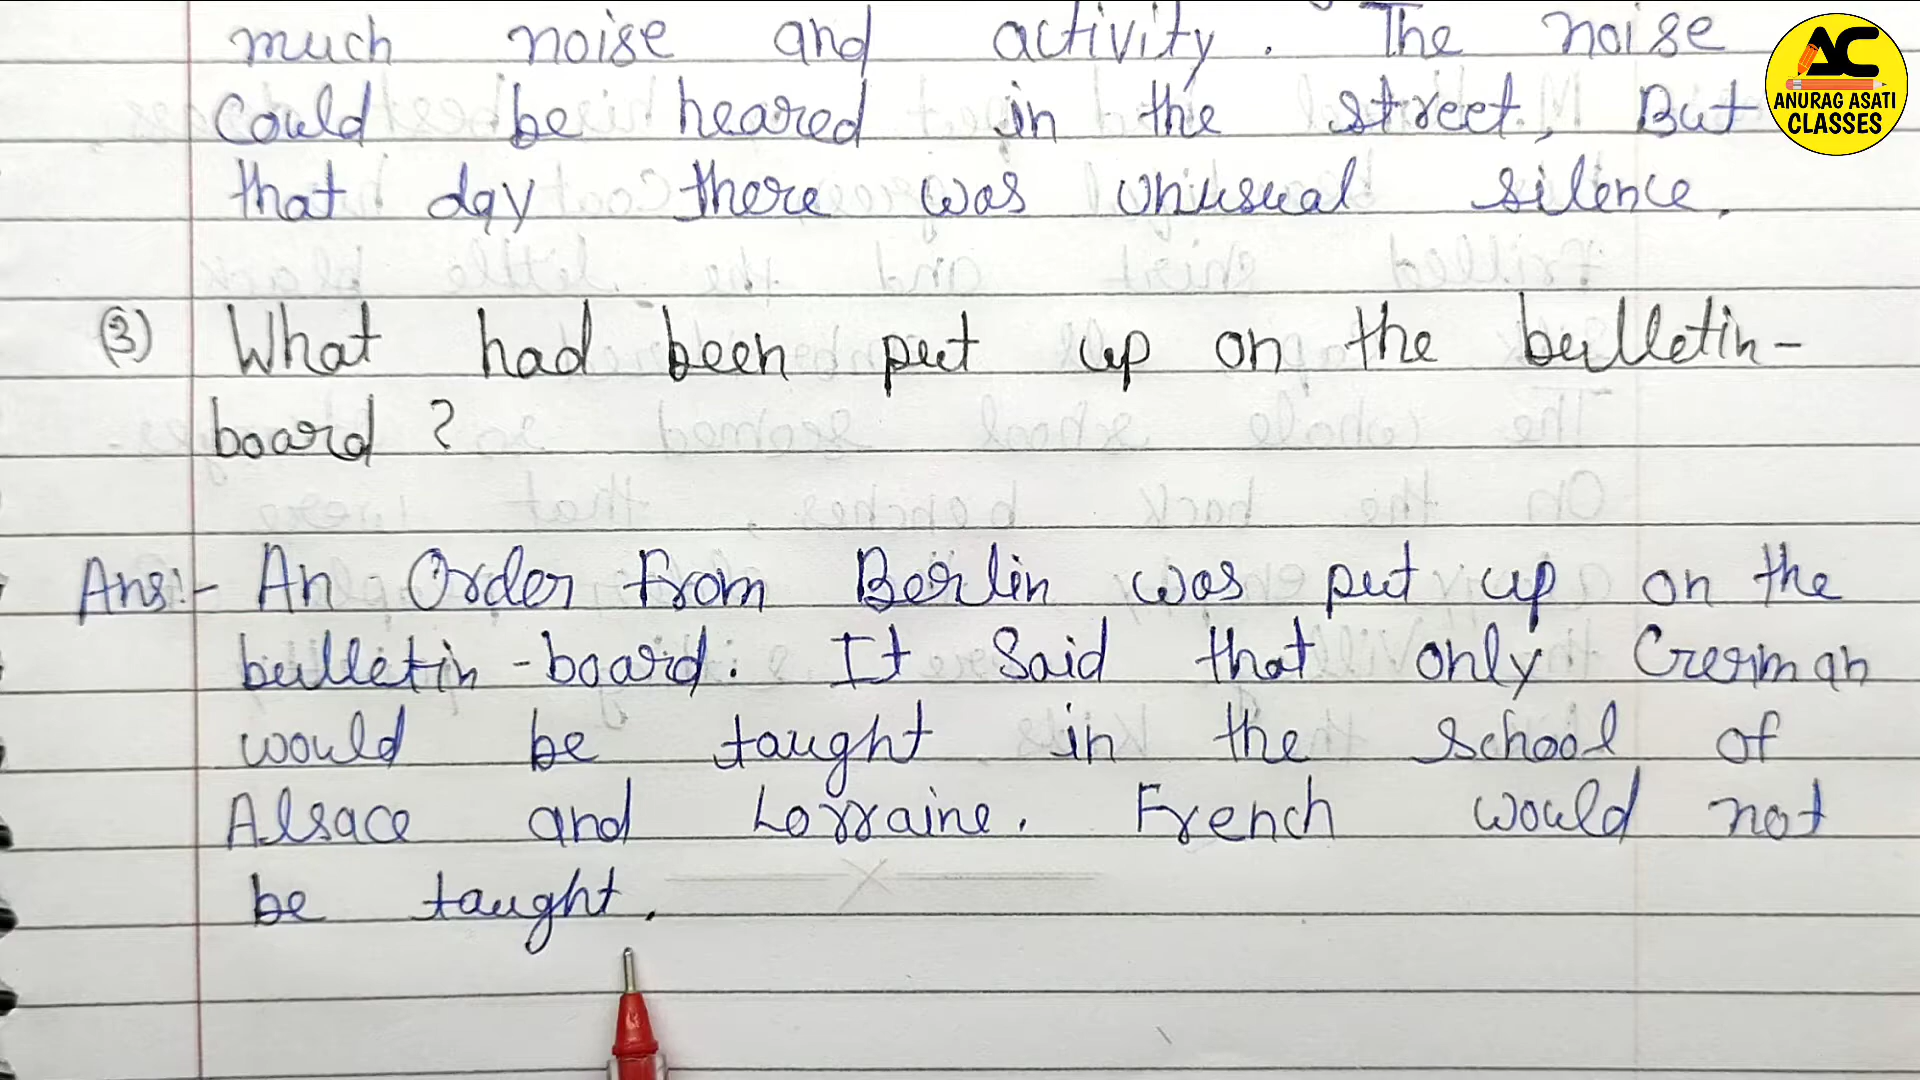 much noise and activity. The noise
Could be heared in the street, But
that day there was unusual silence.
(3) What had been put up on the bulletin-
board ?
Ans:- An Order from Berlin was put up on the
bulletin-board. It Said that only German
would be taught in the school of
Alsace and Lorraine. French would not
be taught.
AC
ANURAG ASATI
CLASSES